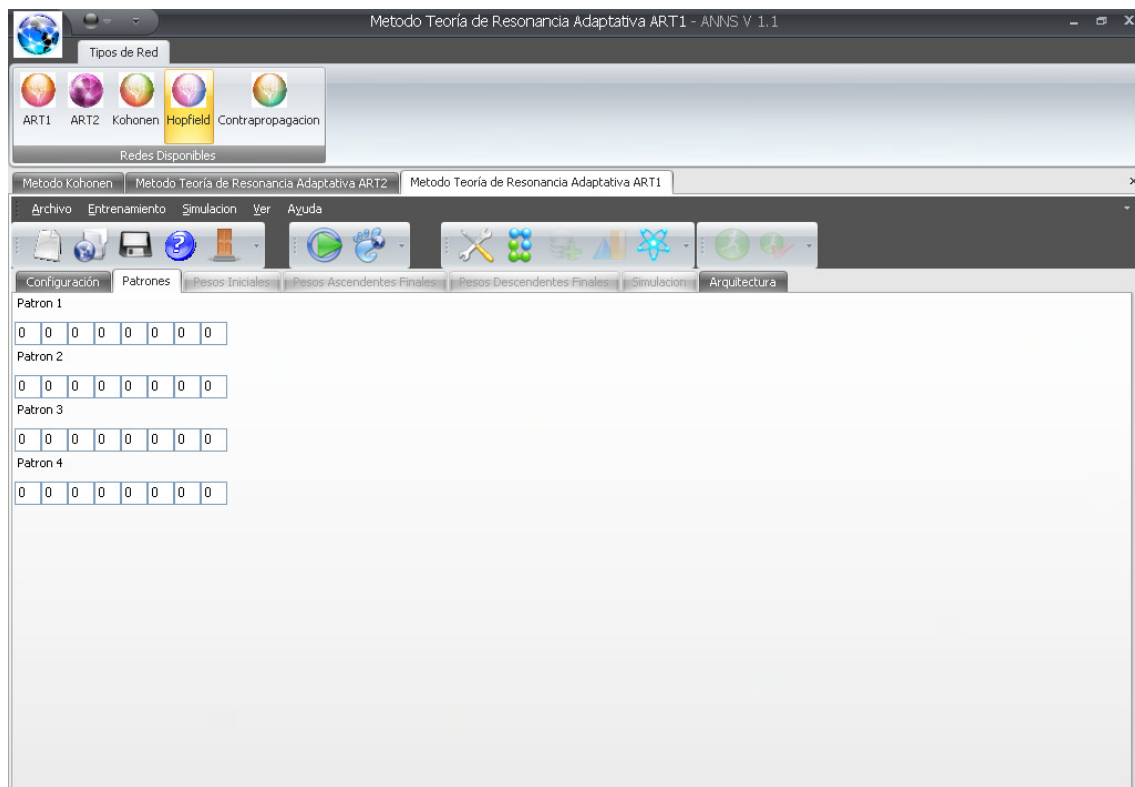 Metodo Teoría de Resonancia Adaptativa ART1 - ANNS V 1.1
Tipos de Red
ART1 ART2 Kohonen Hopfield Contrapropagacion
Redes Disponibles
Metodo Kohonen Metodo Teoría de Resonancia Adaptativa ART2 Metodo Teoría de Resonancia Adaptativa ART1
Archivo Entrenamiento Simulacion Ver Ayuda
Configuración Patrones Pesos Iniciales Pesos Ascendentes Finales Pesos Descendentes Finales Simulacion Arquitectura
Patron 1
0 0 0 0 0 0 0 0
Patron 2
0 0 0 0 0 0 0 0
Patron 3
0 0 0 0 0 0 0 0
Patron 4
0 0 0 0 0 0 0 0